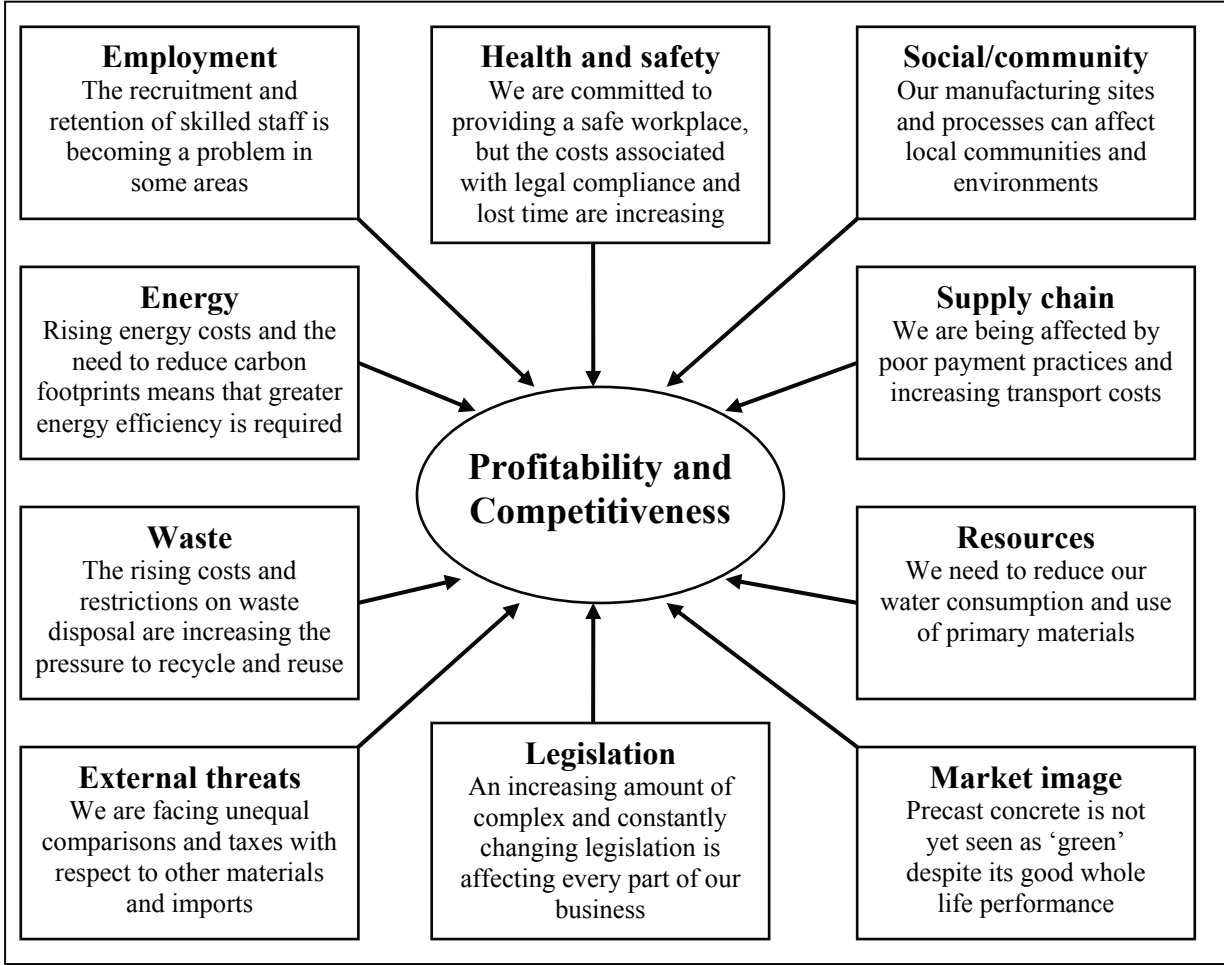 Employment
The recruitment and
retention of skilled staff is
becoming a problem in
some areas
Health and safety
We are committed to
providing a safe workplace,
but the costs associated
with legal compliance and
lost time are increasing
Social/community
Our manufacturing sites
and processes can affect
local communities and
environments
Energy
Rising energy costs and the
need to reduce carbon
footprints means that greater
energy efficiency is required
Supply chain
We are being affected by
poor payment practices and
increasing transport costs
Profitability and
Competitiveness
Waste
The rising costs and
restrictions on waste
disposal are increasing the
pressure to recycle and reuse
Resources
We need to reduce our
water consumption and use
of primary materials
External threats
We are facing unequal
comparisons and taxes with
respect to other materials
and imports
Legislation
An increasing amount of
complex and constantly
changing legislation is
affecting every part of our
business
Market image
Precast concrete is not
yet seen as ‘green’
despite its good whole
life performance